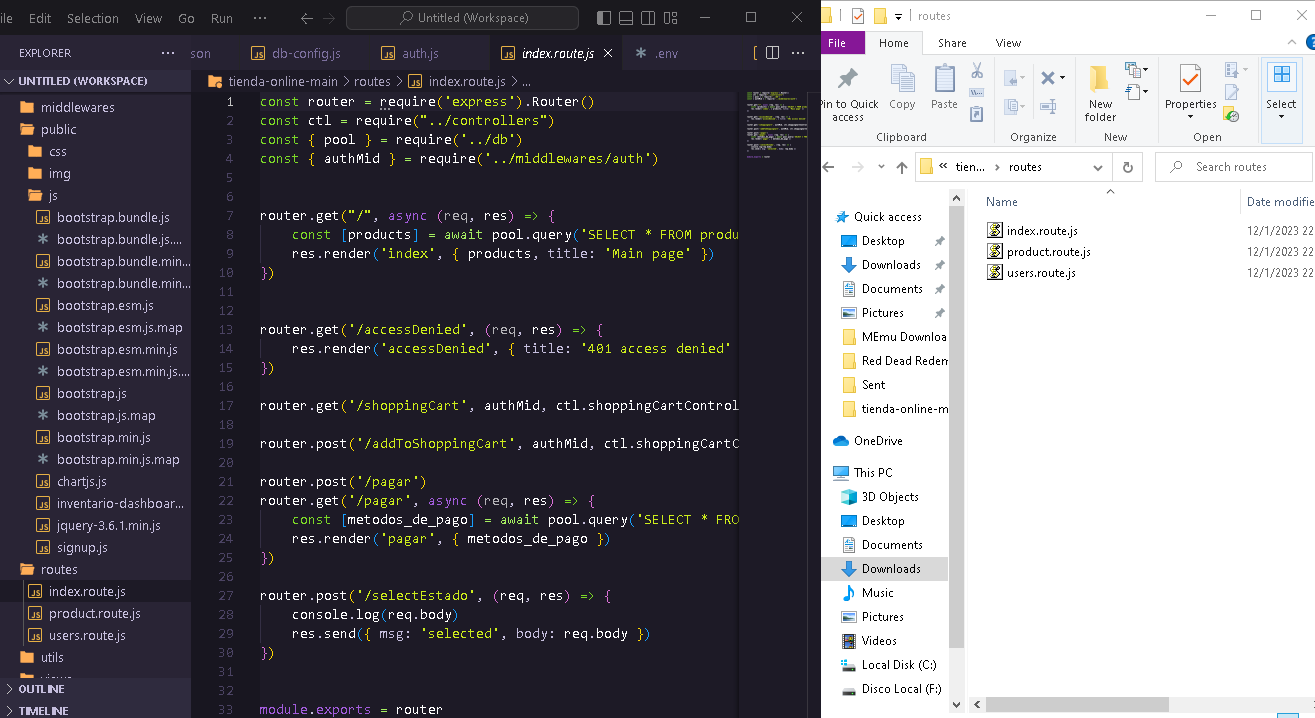 ile Edit Selection View Go Run ··· Untitled (Workspace)
EXPLORER ···
son db-config.js auth.js index.route.js .env ···
UNTITLED (WORKSPACE)
middlewares
public
css
img
js
bootstrap.bundle.js
bootstrap.bundle.js....
bootstrap.bundle.min...
bootstrap.bundle.min...
bootstrap.esm.js
bootstrap.esm.js.map
bootstrap.esm.min.js
bootstrap.esm.min.js....
bootstrap.js
bootstrap.js.map
bootstrap.min.js
bootstrap.min.js.map
chartjs.js
inventario-dashboar...
jquery-3.6.1.min.js
signup.js
routes
index.route.js
product.route.js
users.route.js
utils
views
OUTLINE
TIMELINE
tienda-online-main > routes > JS index.route.js > ...
1 const router = require('express').Router()
2 const ctl = require("../controllers")
3 const { pool } = require('../db')
4 const { authMid } = require('../middlewares/auth')
5
6
7 router.get("/", async (req, res) => {
8 const [products] = await pool.query('SELECT * FROM produ
9 res.render('index', { products, title: 'Main page' })
10 })
11
12
13 router.get('/accessDenied', (req, res) => {
14 res.render('accessDenied', { title: '401 access denied'
15 })
16
17 router.get('/shoppingCart', authMid, ctl.shoppingCartControl
18
19 router.post('/addToShoppingCart', authMid, ctl.shoppingCartC
20
21 router.post('/pagar')
22 router.get('/pagar', async (req, res) => {
23 const [metodos_de_pago] = await pool.query('SELECT * FRO
24 res.render('pagar', { metodos_de_pago })
25 })
26
27 router.post('/selectEstado', (req, res) => {
28 console.log(req.body)
29 res.send({ msg: 'selected', body: req.body })
30 })
31
32
33 module.exports = router
routes
File Home Share View
Pin to Quick access
Copy
Paste
Clipboard
Organize
New folder
New
Properties
Open
Select
« tien... > routes
Search routes
Quick access
Desktop
Downloads
Documents
Pictures
MEmu Downloa
Red Dead Redem
Sent
tienda-online-m
OneDrive
This PC
3D Objects
Desktop
Documents
Downloads
Music
Pictures
Videos
Local Disk (C:)
Disco Local (F:)
Name Date modifie
index.route.js 12/1/2023 22
product.route.js 12/1/2023 22
users.route.js 12/1/2023 22